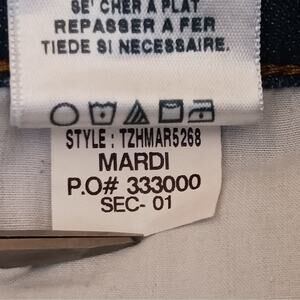 SE' CHER A PLAT
REPASSER A FER
TIEDE SI NECESSAIRE
STYLE : TZHMAR5268
MARDI
P.O# 333000
SEC- 01